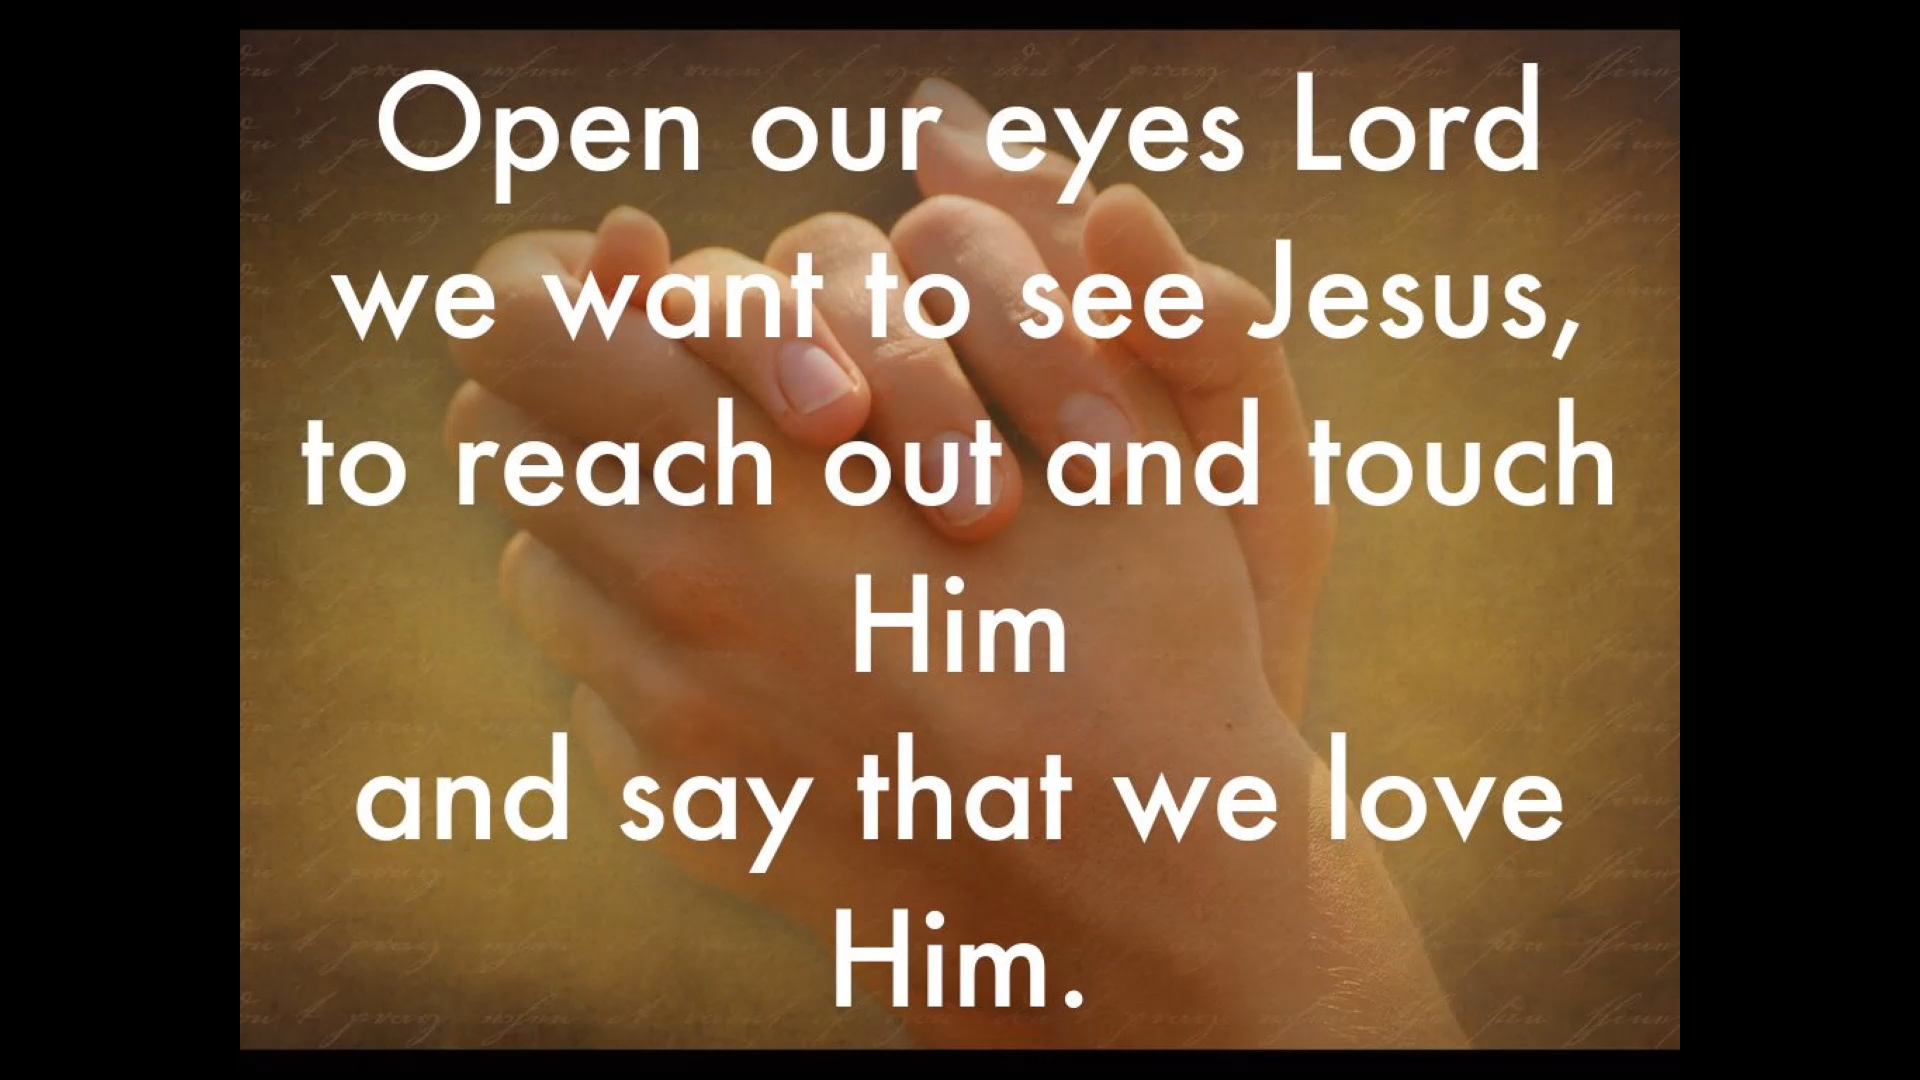 Open our eyes Lord
we want to see Jesus,
to reach out and touch
Him
and say that we love
Him.